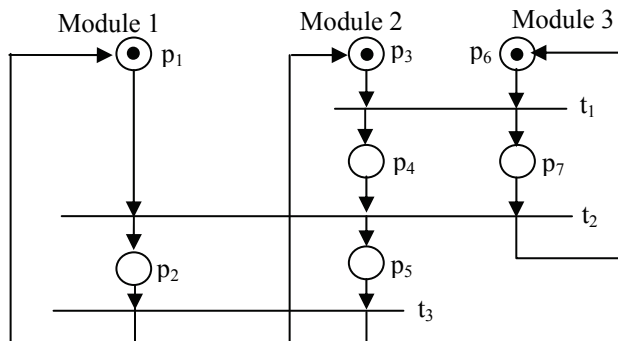 Module 1 Module 2 Module 3
p1 p3 p6
t1
p4 p7
t2
p2 p5
t3